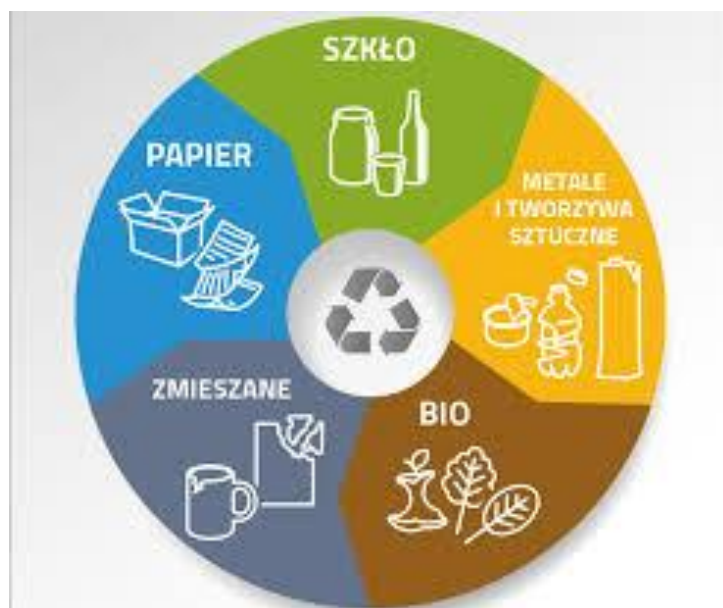 SZKŁO
PAPIER
METALE
I TWORZYWA
SZTUCZNE
ZMIESZANE
BIO